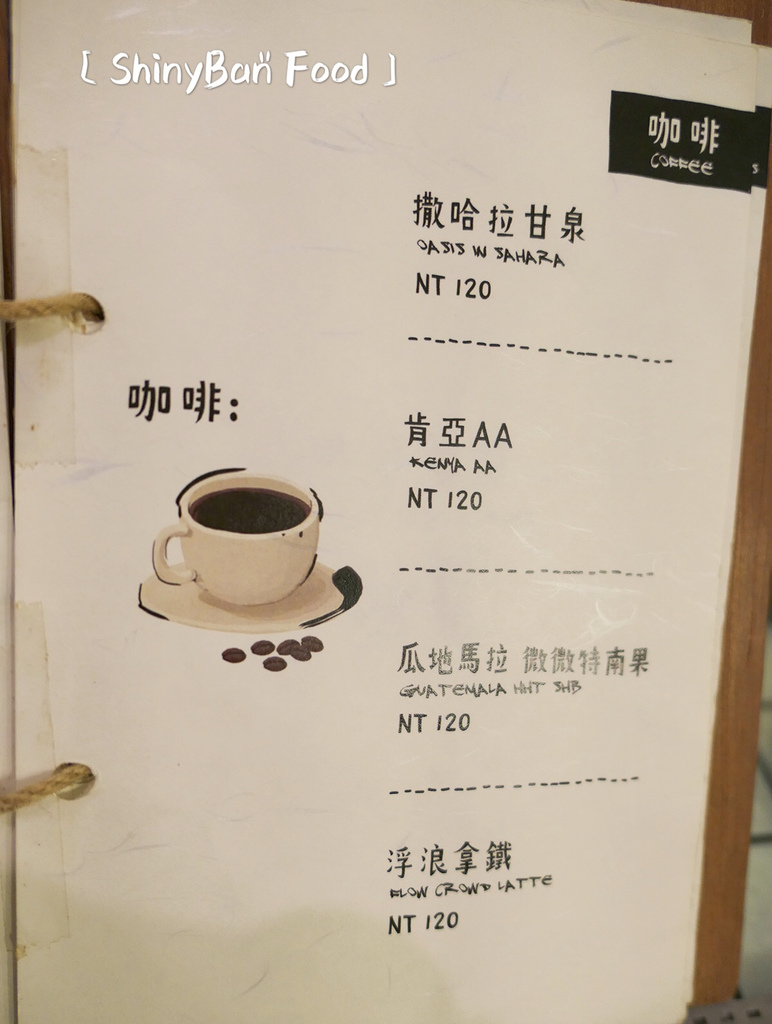 [ ShinyBan Food ]
咖啡
COFFEE
撒哈拉甘泉
OASIS IN SAHARA
NT 120
咖啡:
肯亞AA
KENYA AA
NT 120
瓜地馬拉 微微特南果
GUATEMALA HHT SHB
NT 120
浮浪拿鐵
FLOW CROWD LATTE
NT 120